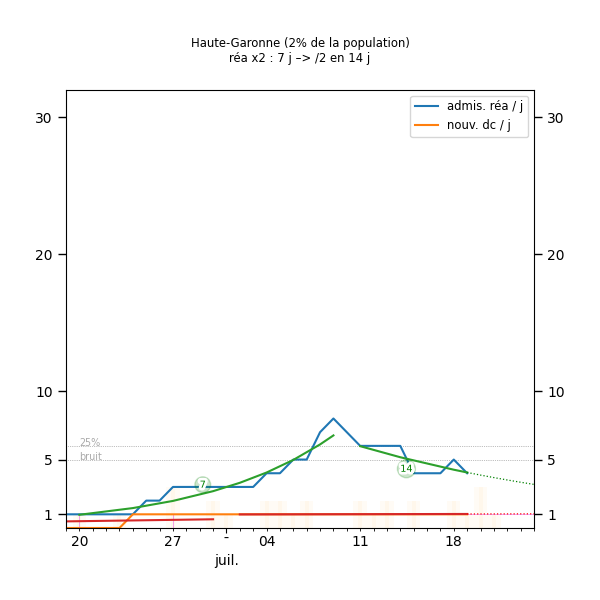 Haute-Garonne (2% de la population)
réa x2 : 7 j –> /2 en 14 j
admis. réa / j
nouv. dc / j
30 30
20 20
10 10
25%
bruit
5 5
7
14
1 1
20 27 - 04 11 18
juil.